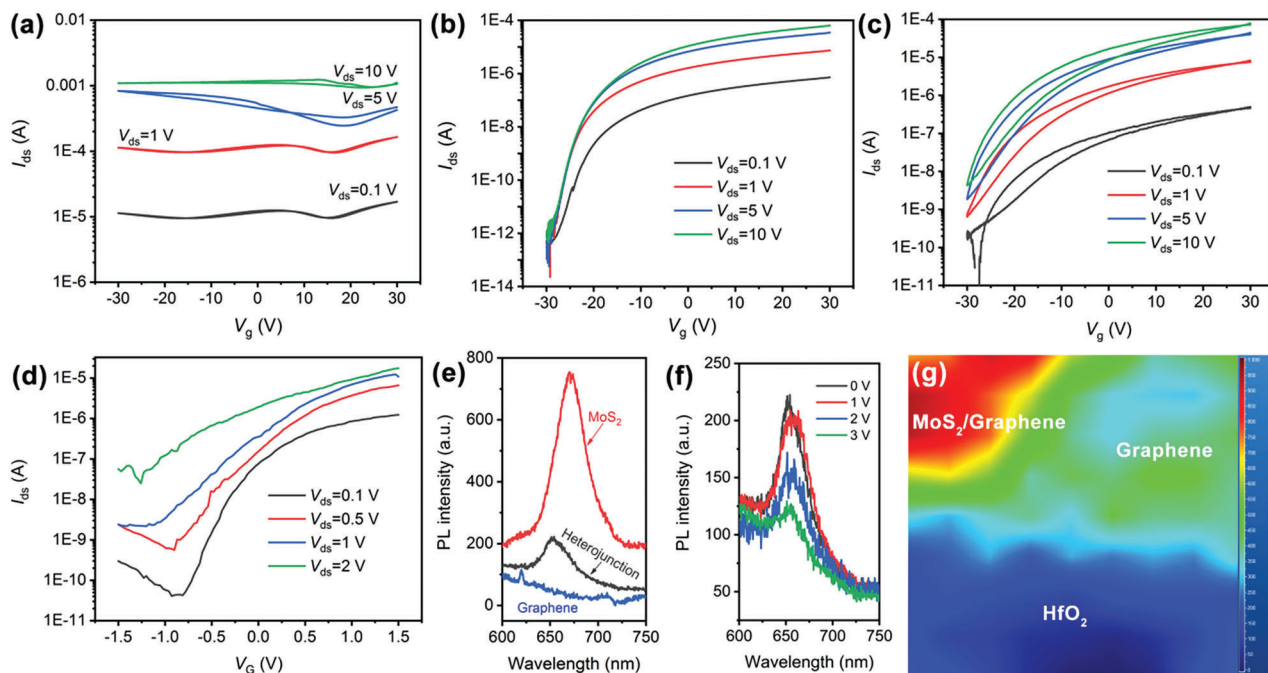 (a)
0.01
0.001
1E-4
1E-5
1E-6
Ids (A)
Vds=10 V
Vds=5 V
Vds=1 V
Vds=0.1 V
-30 -20 -10 0 10 20 30
Vg (V)
(b)
1E-4
1E-6
1E-8
1E-10
1E-12
1E-14
Ids (A)
Vds=0.1 V
Vds=1 V
Vds=5 V
Vds=10 V
-30 -20 -10 0 10 20 30
Vg (V)
(c)
1E-4
1E-5
1E-6
1E-7
1E-8
1E-9
1E-10
1E-11
Ids (A)
Vds=0.1 V
Vds=1 V
Vds=5 V
Vds=10 V
-30 -20 -10 0 10 20 30
Vg (V)
(d)
1E-5
1E-6
1E-7
1E-8
1E-9
1E-10
1E-11
Ids (A)
Vds=0.1 V
Vds=0.5 V
Vds=1 V
Vds=2 V
-1.5 -1.0 -0.5 0.0 0.5 1.0 1.5
VG (V)
(e)
800
600
400
200
0
PL intensity (a.u.)
MoS2
Heterojunction
Graphene
600 650 700 750
Wavelength (nm)
(f)
250
200
150
100
50
PL intensity (a.u.)
0 V
1 V
2 V
3 V
600 650 700 750
Wavelength (nm)
(g)
MoS2/Graphene
Graphene
HfO2